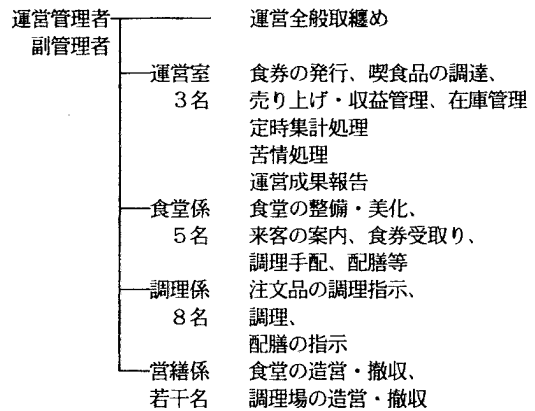 運営管理者 運営全般取纏め
副管理者
運営室 食券の発行、喫食品の調達、
3名 売り上げ・収益管理、在庫管理
定時集計処理
苦情処理
運営成果報告
食堂係 食堂の整備・美化、
5名 来客の案内、食券受取り、
調理手配、配膳等
調理係 注文品の調理指示、
8名 調理、
配膳の指示
営繕係 食堂の造営・撤収、
若干名 調理場の造営・撤収